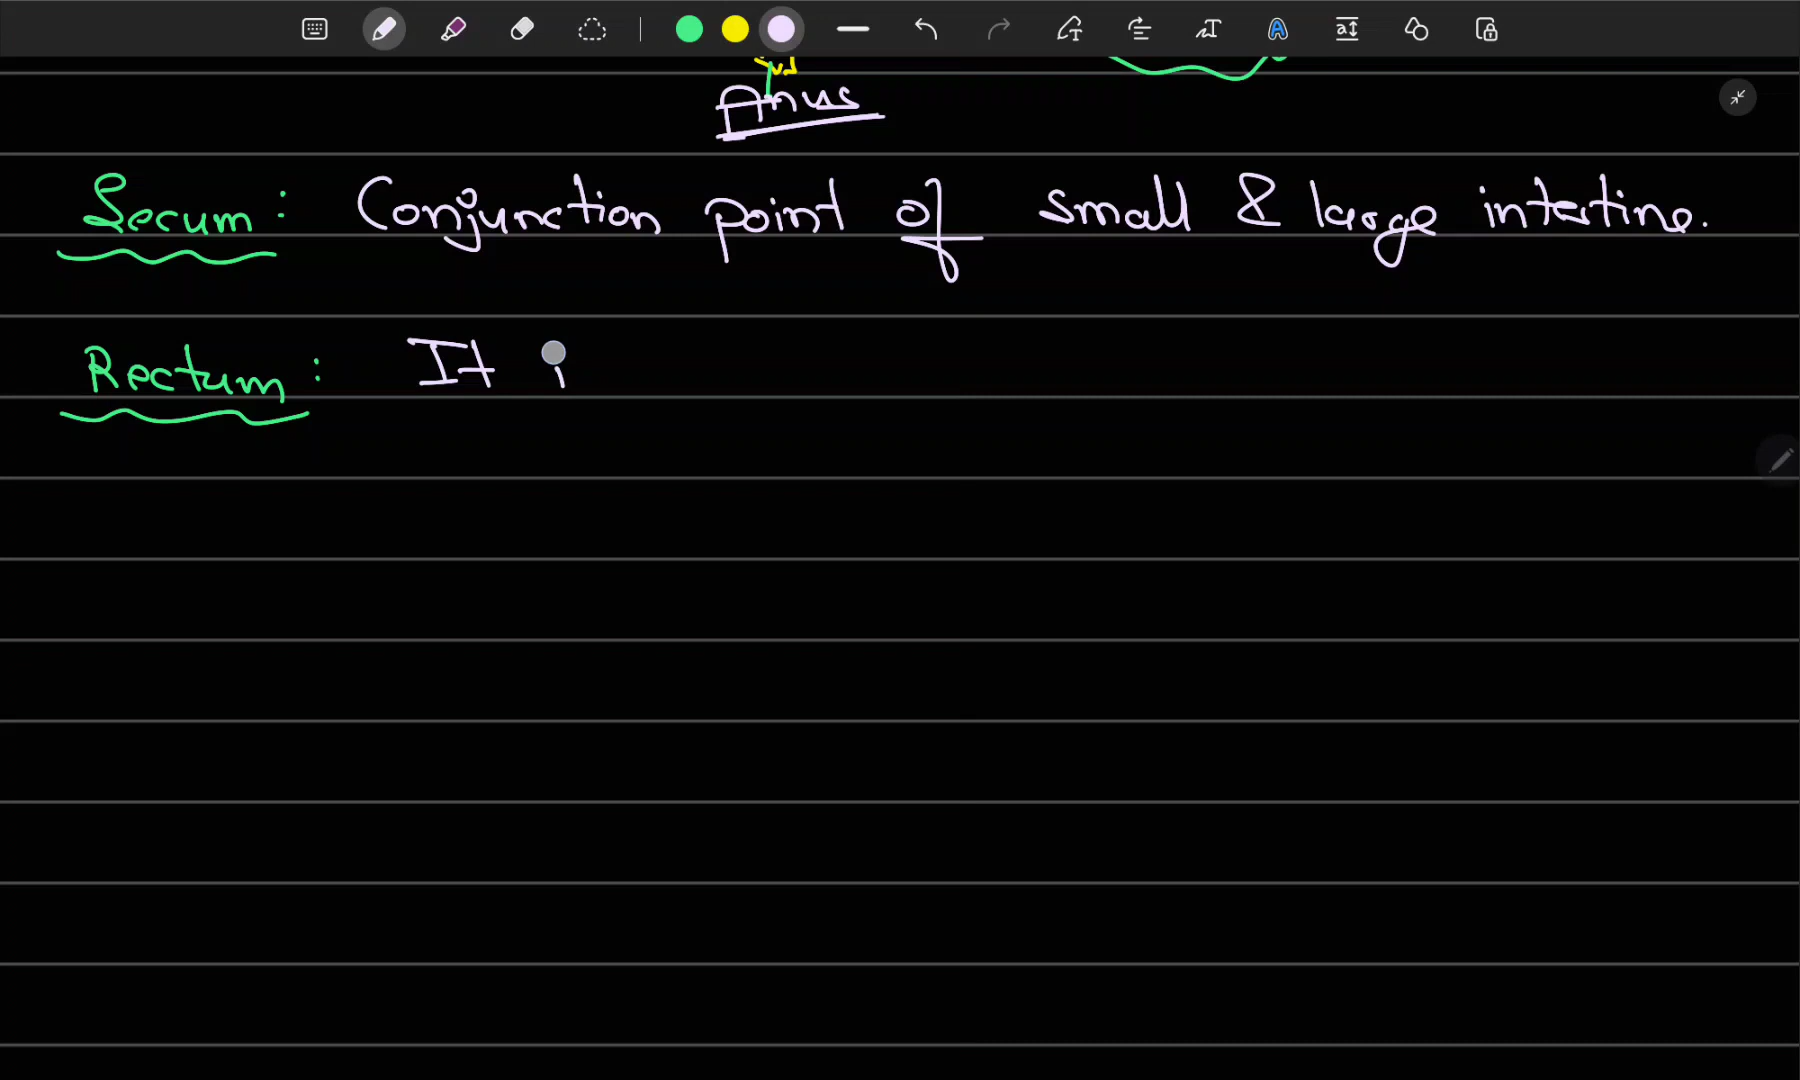 Anus
Secum: Conjunction point of small & large intestine.
Rectum: It i